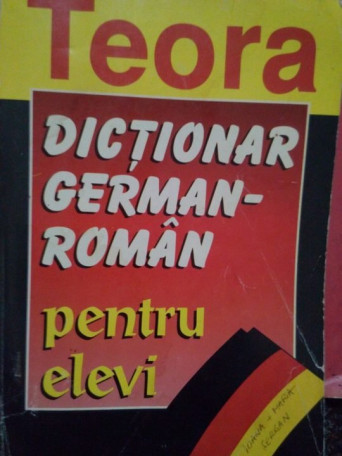 Teora
DICȚIONAR
GERMAN-
ROMÂN
pentru
elevi